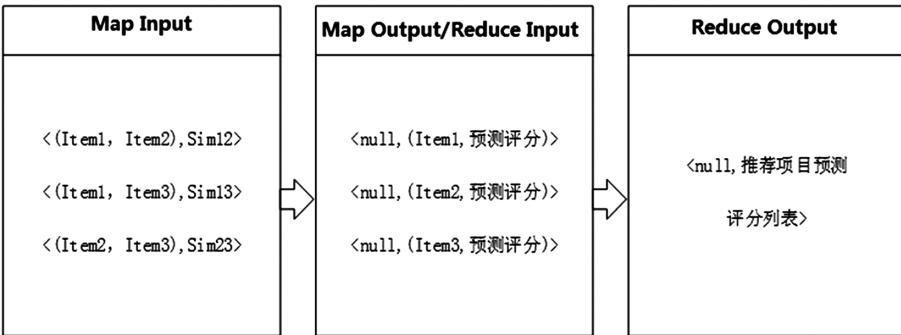 Map Input
<(Item1, Item2),Sim12>
<(Item1, Item3),Sim13>
<(Item2, Item3),Sim23>
Map Output/Reduce Input
<null,(Item1,预测评分)>
<null,(Item2,预测评分)>
<null,(Item3,预测评分)>
Reduce Output
<null,推荐项目预测
评分列表>